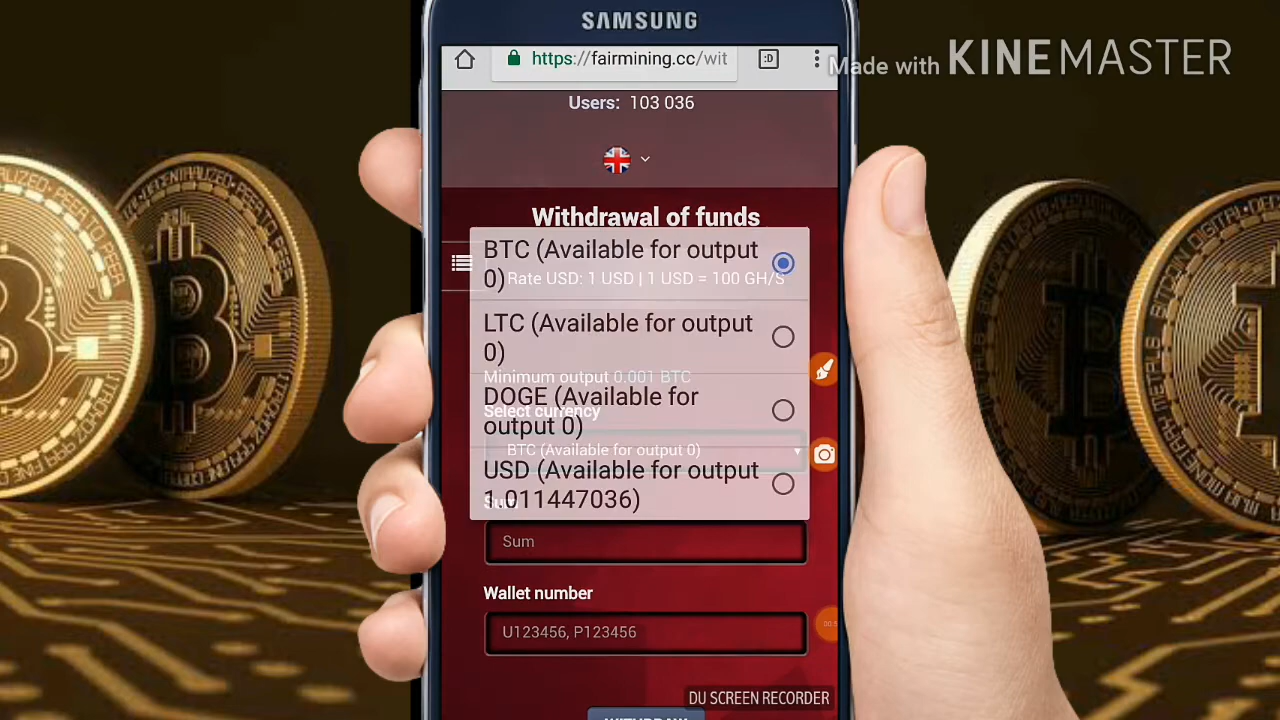 SAMSUNG
Made with KINEMASTER
https://fairmining.cc/wit
:D
Users: 103 036
Withdrawal of funds
BTC (Available for output
0)
Rate USD: 1 USD | 1 USD = 100 GH/S
LTC (Available for output
0)
Minimum output 0.001 BTC
DOGE (Available for
Select currency
output 0)
BTC (Available for output 0)
USD (Available for output
1.011447036)
Sum
Sum
Wallet number
U123456, P123456
DU SCREEN RECORDER
WITHDRAW